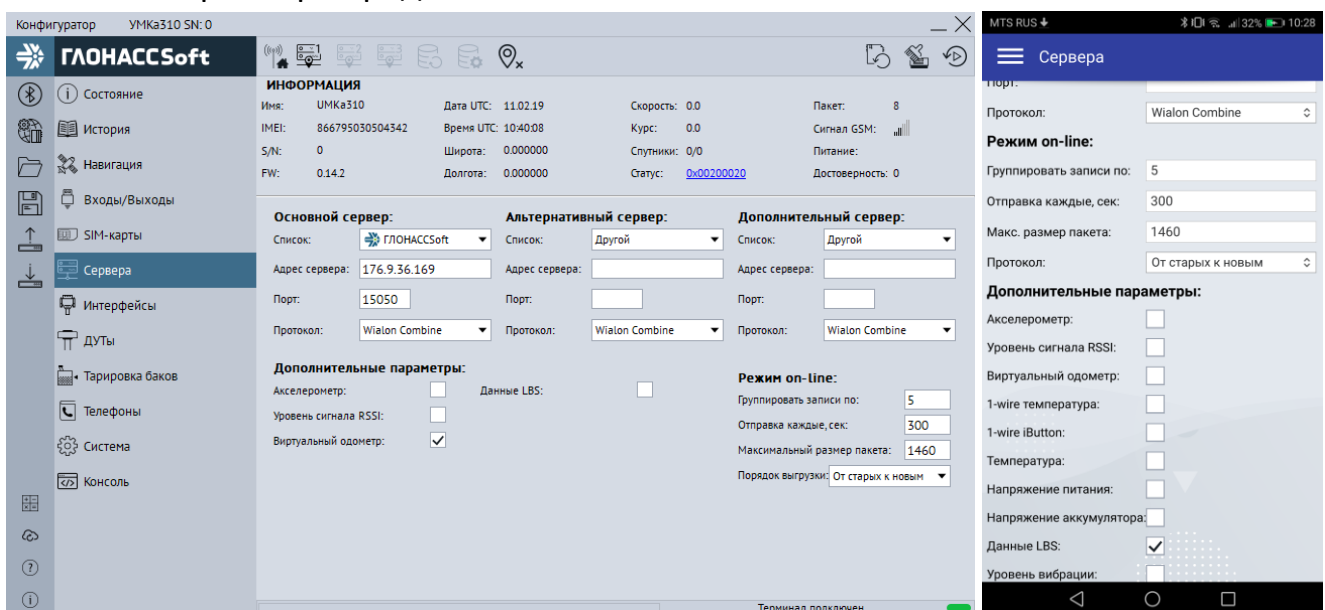 Конфигуратор УМКа310 SN: 0
ГЛОНАССSoft
Состояние
История
Навигация
Входы/Выходы
SIM-карты
Сервера
Интерфейсы
ДУТы
Тарировка баков
Телефоны
Система
Консоль
ИНФОРМАЦИЯ
Имя: UMKa310 Дата UTC: 11.02.19 Скорость: 0.0 Пакет: 8
IMEI: 866795030504342 Время UTC: 10:40:08 Курс: 0.0 Сигнал GSM:
S/N: 0 Широта: 0.000000 Спутники: 0/0 Питание:
FW: 0.14.2 Долгота: 0.000000 Статус: 0x00200020 Достоверность: 0
Основной сервер: Альтернативный сервер: Дополнительный сервер:
Список: ГЛОНАССSoft Список: Другой Список: Другой
Адрес сервера: 176.9.36.169 Адрес сервера: Адрес сервера:
Порт: 15050 Порт: Порт:
Протокол: Wialon Combine Протокол: Wialon Combine Протокол: Wialon Combine
Дополнительные параметры:
Акселерометр: Данные LBS:
Уровень сигнала RSSI:
Виртуальный одометр:
Режим on-line:
Группировать записи по: 5
Отправка каждые, сек: 300
Максимальный размер пакета: 1460
Порядок выгрузки: От старых к новым
Терминал подключен
MTS RUS 32% 10:28
Сервера
Порт:
Протокол: Wialon Combine
Режим on-line:
Группировать записи по: 5
Отправка каждые, сек: 300
Макс. размер пакета: 1460
Протокол: От старых к новым
Дополнительные параметры:
Акселерометр:
Уровень сигнала RSSI:
Виртуальный одометр:
1-wire температура:
1-wire iButton:
Температура:
Напряжение питания:
Напряжение аккумулятора:
Данные LBS:
Уровень вибрации: